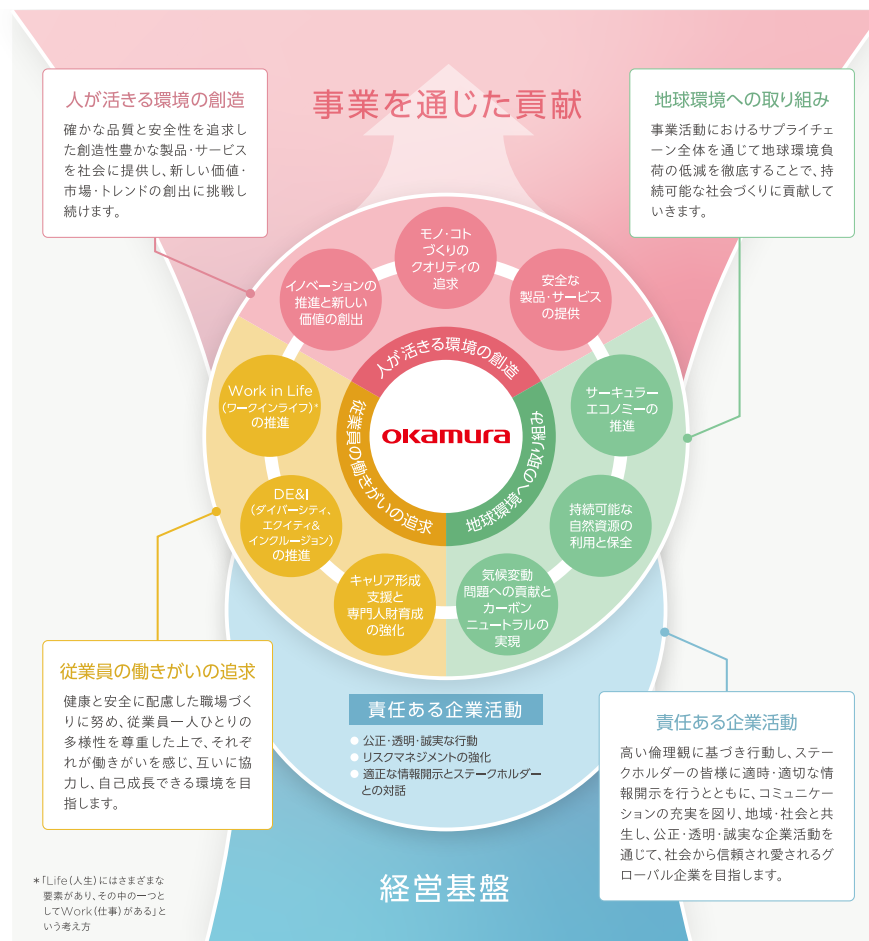 事業を通じた貢献
人が活きる環境の創造
確かな品質と安全性を追求し
た創造性豊かな製品・サービス
を社会に提供し、新しい価値・
市場・トレンドの創出に挑戦し
続けます。
地球環境への取り組み
事業活動におけるサプライチェ
ーン全体を通じて地球環境負
荷の低減を徹底することで、持
続可能な社会づくりに貢献して
いきます。
モノ・コト
づくりの
クオリティの
追求
イノベーションの
推進と新しい
価値の創出
安全な
製品・サービス
の提供
人が活きる環境の創造
Work in Life
(ワークインライフ)*
の推進
サーキュラー
エコノミーの
推進
okamura
従業員の働きがいの追求
地球環境への取り組み
DE&I
(ダイバーシティ、
エクイティ&
インクルージョン)
の推進
持続可能な
自然資源の
利用と保全
キャリア形成
支援と
専門人財育成
の強化
気候変動
問題への貢献と
カーボン
ニュートラルの
実現
従業員の働きがいの追求
健康と安全に配慮した職場づく
りに努め、従業員一人ひとりの
多様性を尊重した上で、それぞ
れが働きがいを感じ、互いに協
力し、自己成長できる環境を目
指します。
責任ある企業活動
公正・透明・誠実な行動
リスクマネジメントの強化
適正な情報開示とステークホルダー
との対話
責任ある企業活動
高い倫理観に基づき行動し、ステー
クホルダーの皆様に適時・適切な情
報開示を行うとともに、コミュニケー
ションの充実を図り、地域・社会と共
生し、公正・透明・誠実な企業活動を
通じて、社会から信頼され愛されるグ
ローバル企業を目指します。
経営基盤
*「Life(人生)にはさまざまな
要素があり、その中の一つと
してWork(仕事)がある」と
いう考え方